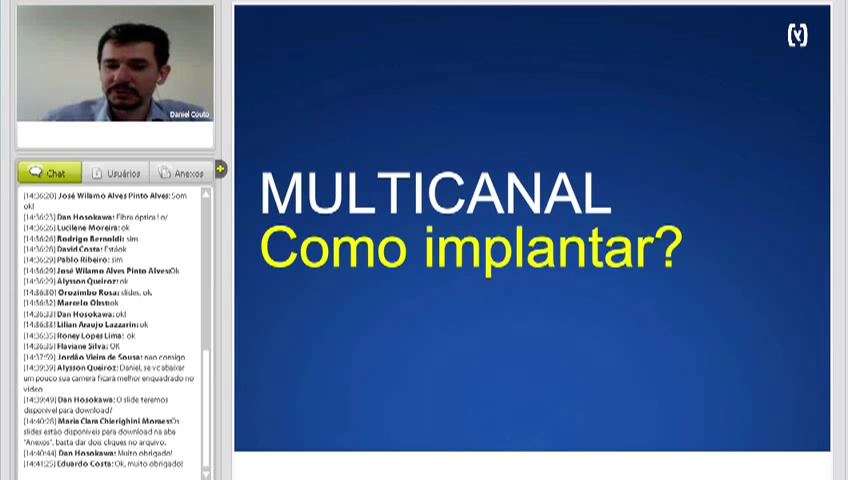 Daniel Couto
MULTICANAL
Como implantar?
Chat
Usuários
Anexos
[14:36:20] José Wilamo Alves Pinto Alves: Som
ok!
[14:36:23] Dan Hosokawa: Fibra óptica ! o/
[14:36:26] Lucilene Moreira: ok
[14:36:26] Rodrigo Bernoldi: sim
[14:36:26] David Costa: Estáok
[14:36:29] Pablo Ribeiro: sim
[14:36:29] José Wilamo Alves Pinto Alves:Ok
[14:36:29] Alysson Queiroz: ok
[14:36:30] Orozimbo Rosa: slides, ok.
[14:36:32] Marcelo Obst:ok
[14:36:33] Dan Hosokawa: ok!
[14:36:33] Lilian Araujo Lazzarin: ok
[14:36:35] Roney Lopes Lima: ok
[14:36:35] Flaviane Silva: OK
[14:37:59] Jordão Vieira de Sousa: nao comigo
[14:39:39] Alysson Queiroz: Daniel, se vc abaixar
um pouco sua camera ficará melhor enquadrado no
vídeo
[14:39:49] Dan Hosokawa: O slide teremos
disponível para download?
[14:40:26] Maria Clara Chierighini Moraes:Os
slides estão disponíveis para download na aba
"Anexos", basta dar dois cliques no arquivo.
[14:40:44] Dan Hosokawa: Muito obrigado!
[14:41:25] Eduardo Costa: Ok, muito obrigado!